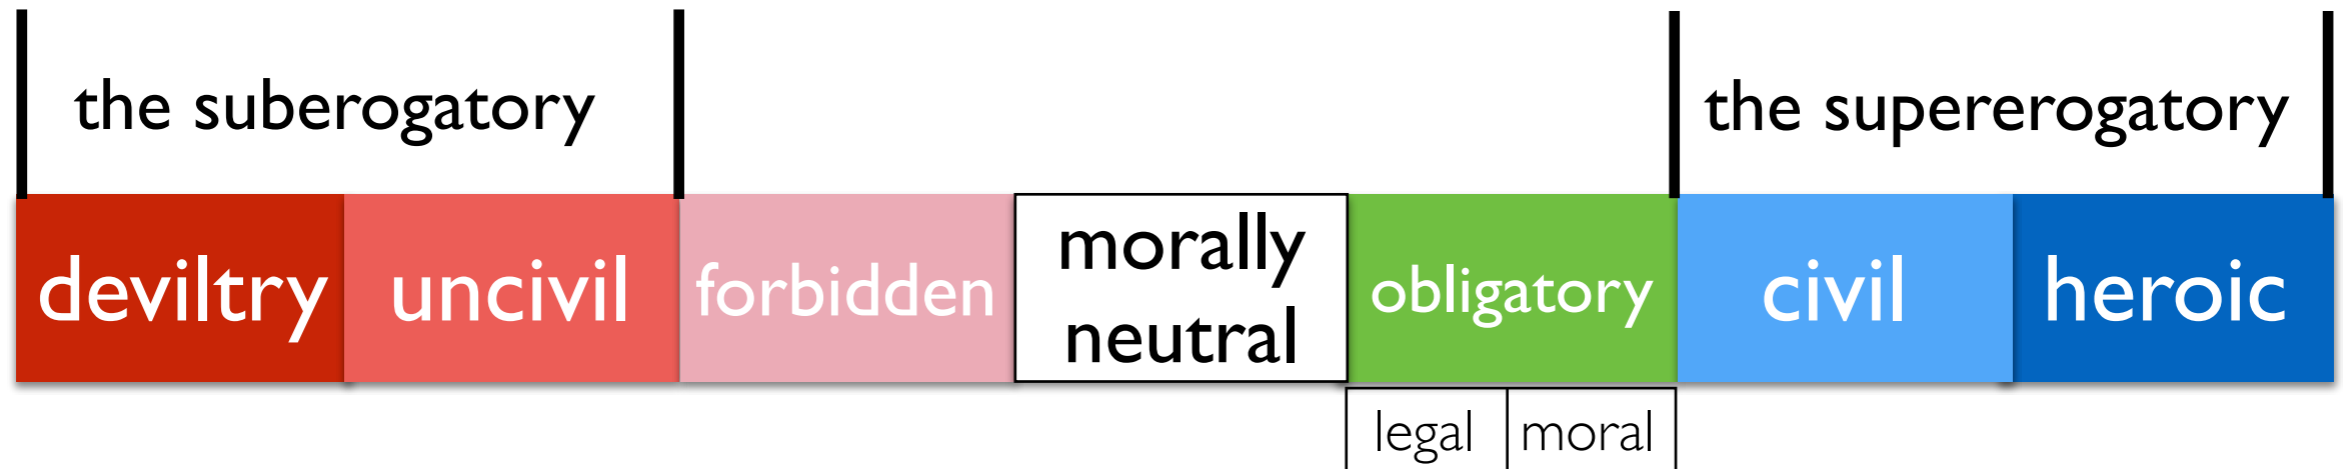 the suberogatory
the supererogatory
deviltry
uncivil
forbidden
morally
neutral
obligatory
civil
heroic
legal
moral